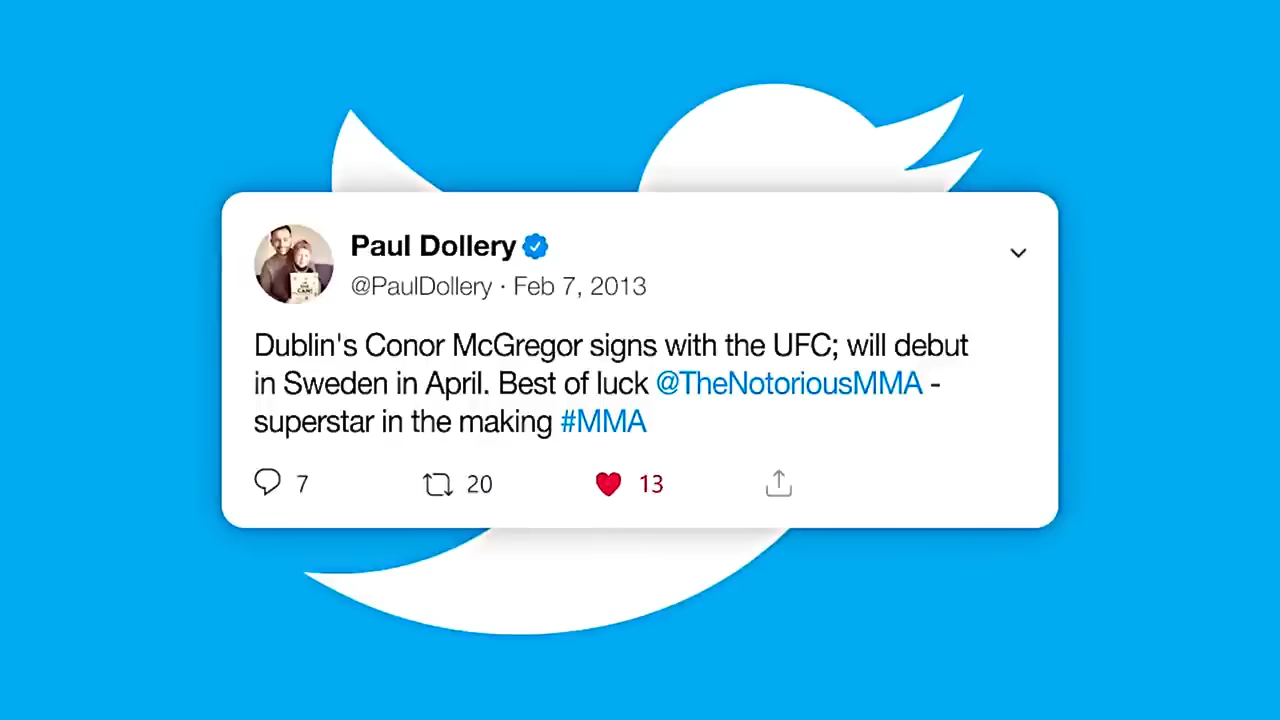 Paul Dollery
@PaulDollery · Feb 7, 2013
Dublin's Conor McGregor signs with the UFC; will debut
in Sweden in April. Best of luck @TheNotoriousMMA -
superstar in the making #MMA
7 20 13